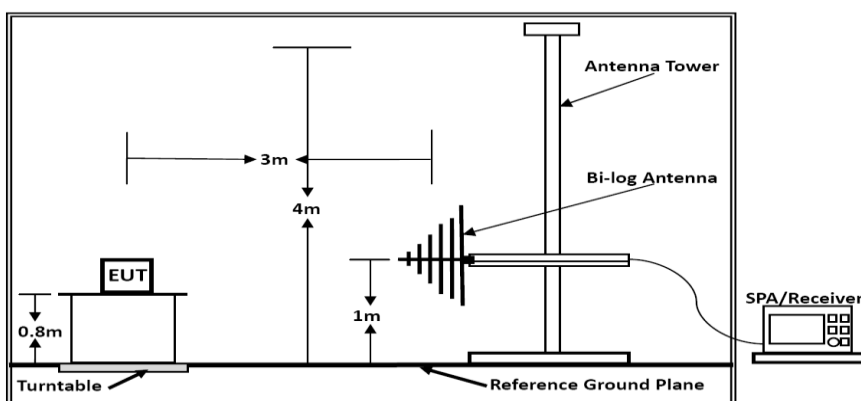 Antenna Tower
3m
Bi-log Antenna
4m
EUT
SPA/Receiver
0.8m
1m
Turntable
Reference Ground Plane